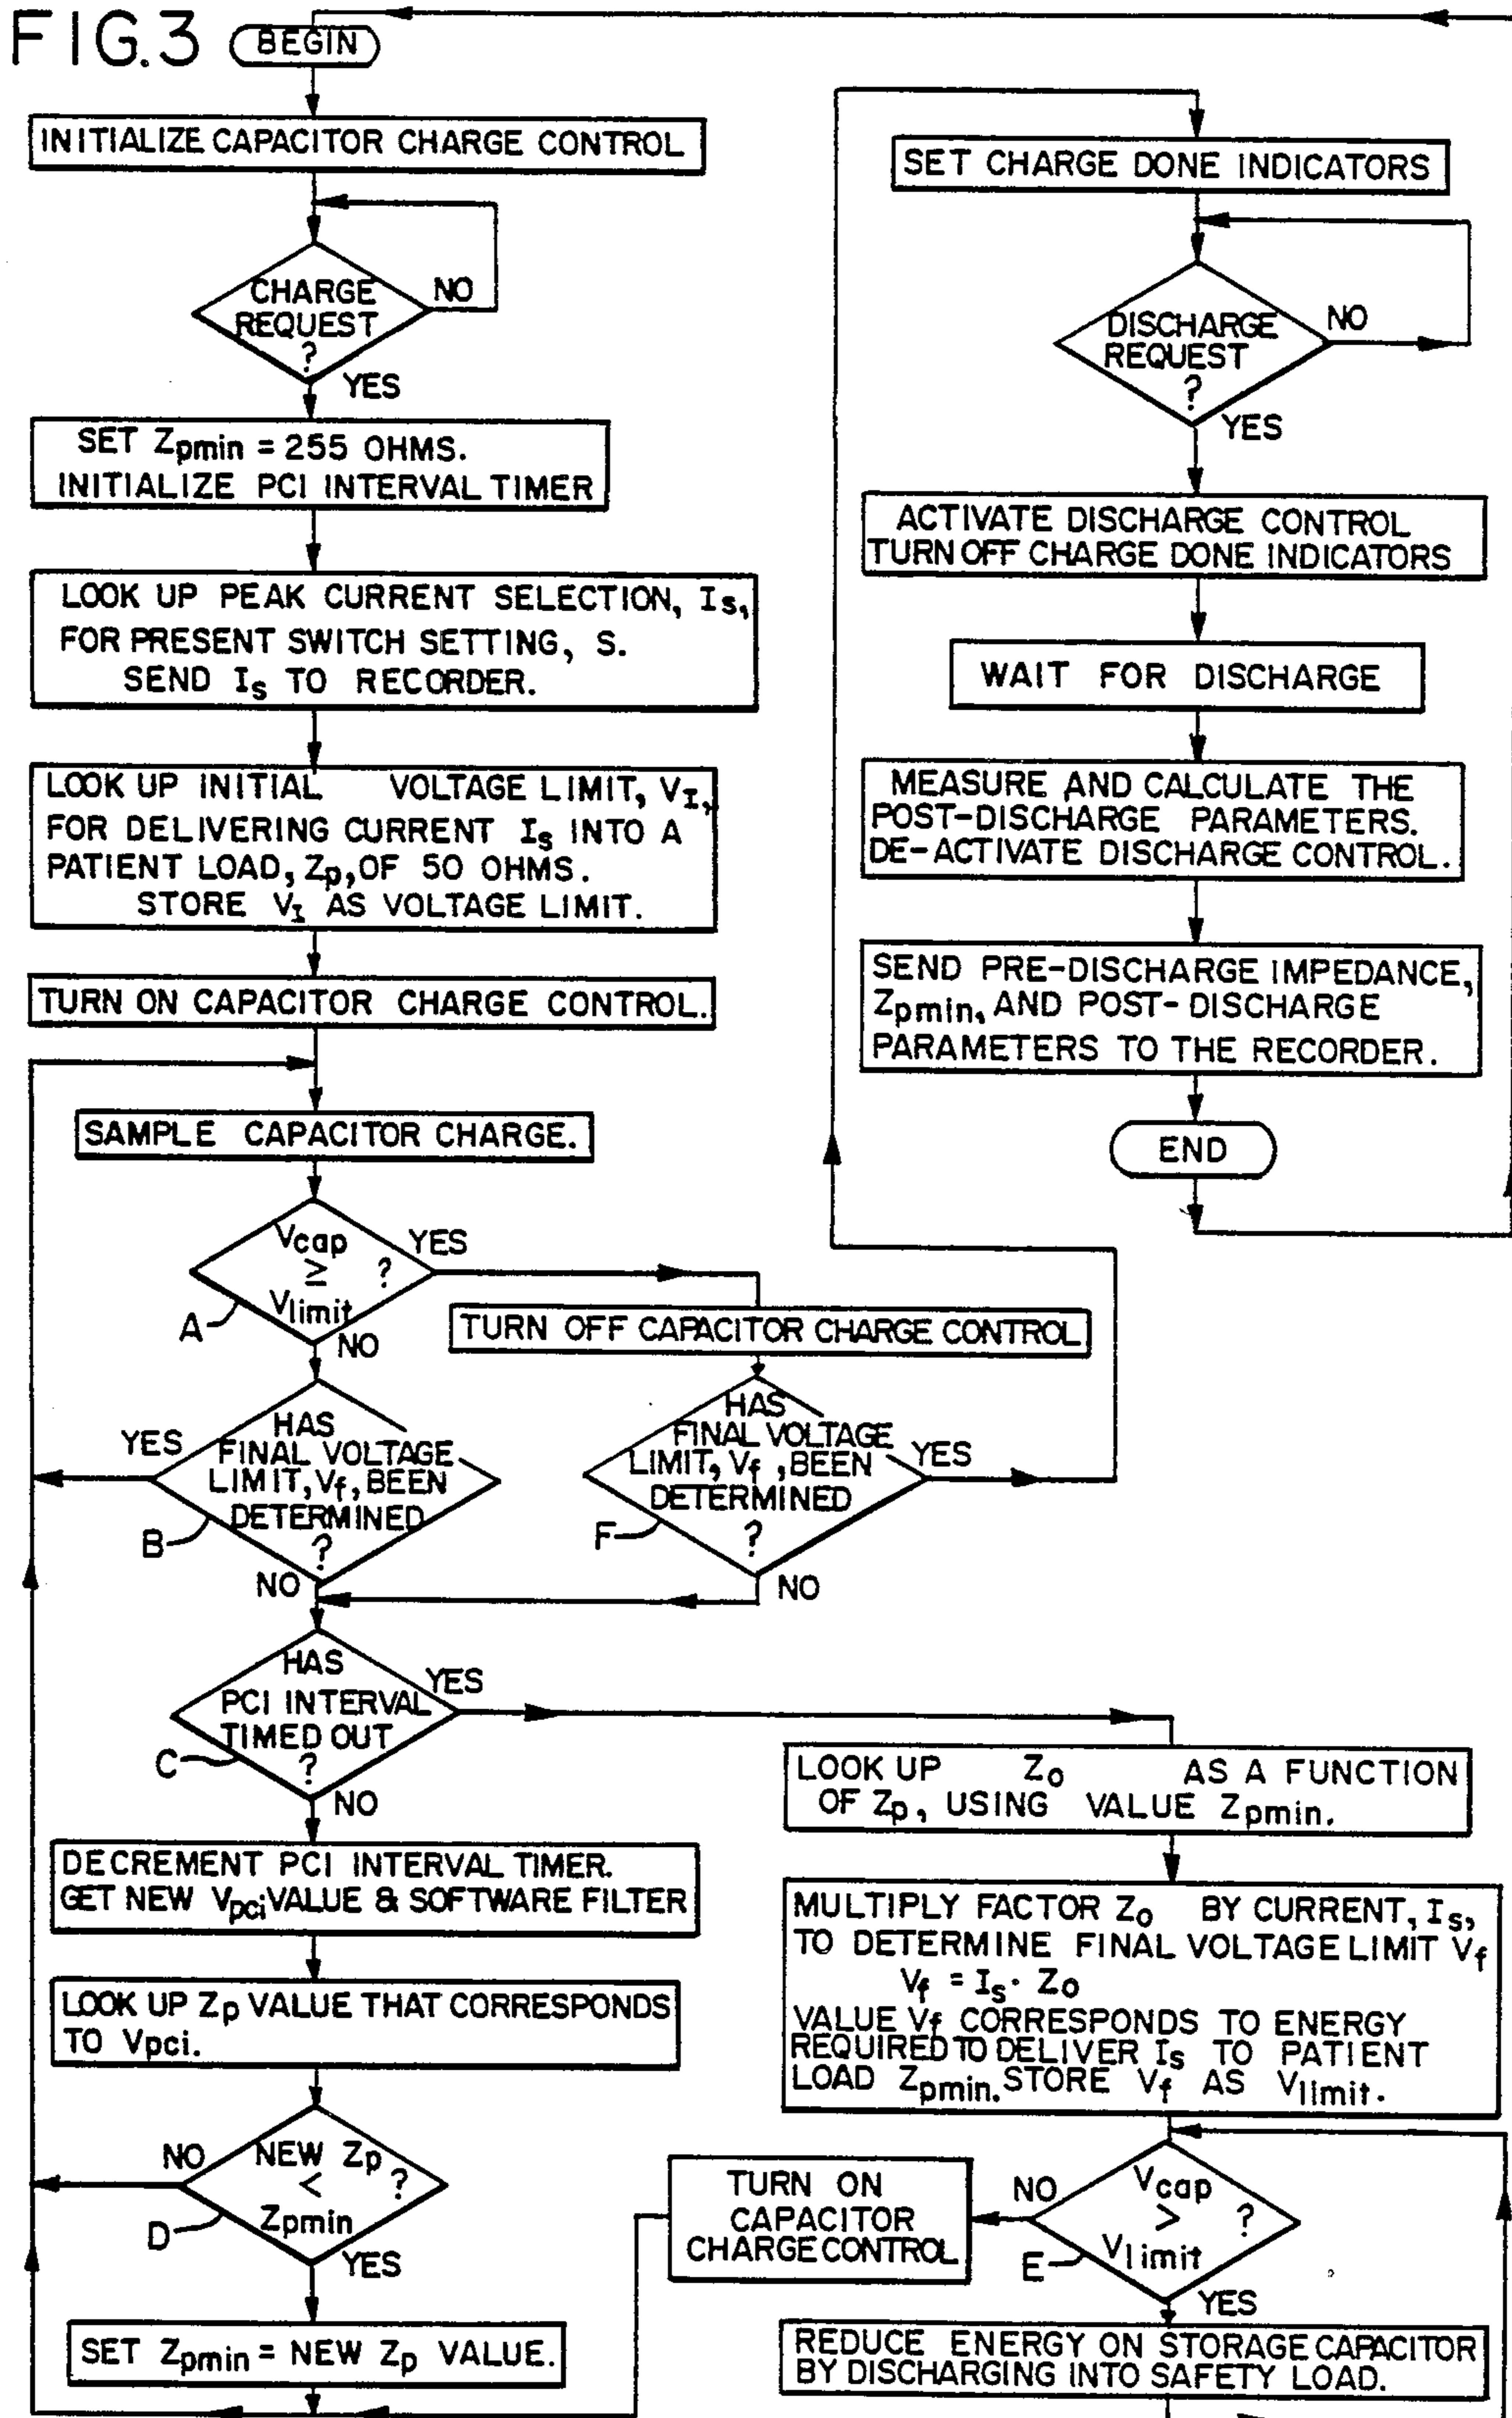 FIG.3
BEGIN
INITIALIZE CAPACITOR CHARGE CONTROL
CHARGE
REQUEST
?
NO
YES
SET Zpmin = 255 OHMS.
INITIALIZE PCI INTERVAL TIMER
LOOK UP PEAK CURRENT SELECTION, Is,
FOR PRESENT SWITCH SETTING, S.
SEND Is TO RECORDER.
LOOK UP INITIAL VOLTAGE LIMIT, VI,
FOR DELIVERING CURRENT Is INTO A
PATIENT LOAD, Zp, OF 50 OHMS.
STORE VI AS VOLTAGE LIMIT.
TURN ON CAPACITOR CHARGE CONTROL.
SAMPLE CAPACITOR CHARGE.
Vcap
≥ ?
Vlimit
YES
A
NO
TURN OFF CAPACITOR CHARGE CONTROL
HAS
FINAL VOLTAGE
LIMIT, Vf, BEEN
DETERMINED
?
YES
B
NO
HAS
FINAL VOLTAGE
LIMIT, Vf, BEEN
DETERMINED
?
YES
F
NO
HAS
PCI INTERVAL
TIMED OUT
?
YES
C
NO
DECREMENT PCI INTERVAL TIMER.
GET NEW Vpci VALUE & SOFTWARE FILTER
LOOK UP Zp VALUE THAT CORRESPONDS
TO Vpci.
NEW Zp
< ?
Zpmin
NO
D
YES
SET Zpmin = NEW Zp VALUE.
LOOK UP Zo AS A FUNCTION
OF Zp, USING VALUE Zpmin.
MULTIPLY FACTOR Zo BY CURRENT, Is,
TO DETERMINE FINAL VOLTAGE LIMIT Vf
Vf = Is · Zo
VALUE Vf CORRESPONDS TO ENERGY
REQUIRED TO DELIVER Is TO PATIENT
LOAD Zpmin. STORE Vf AS Vlimit.
Vcap
> ?
Vlimit
NO
E
YES
TURN ON
CAPACITOR
CHARGE CONTROL
REDUCE ENERGY ON STORAGE CAPACITOR
BY DISCHARGING INTO SAFETY LOAD.
SET CHARGE DONE INDICATORS
DISCHARGE
REQUEST
?
NO
YES
ACTIVATE DISCHARGE CONTROL
TURN OFF CHARGE DONE INDICATORS
WAIT FOR DISCHARGE
MEASURE AND CALCULATE THE
POST-DISCHARGE PARAMETERS.
DE-ACTIVATE DISCHARGE CONTROL.
SEND PRE-DISCHARGE IMPEDANCE,
Zpmin, AND POST-DISCHARGE
PARAMETERS TO THE RECORDER.
END